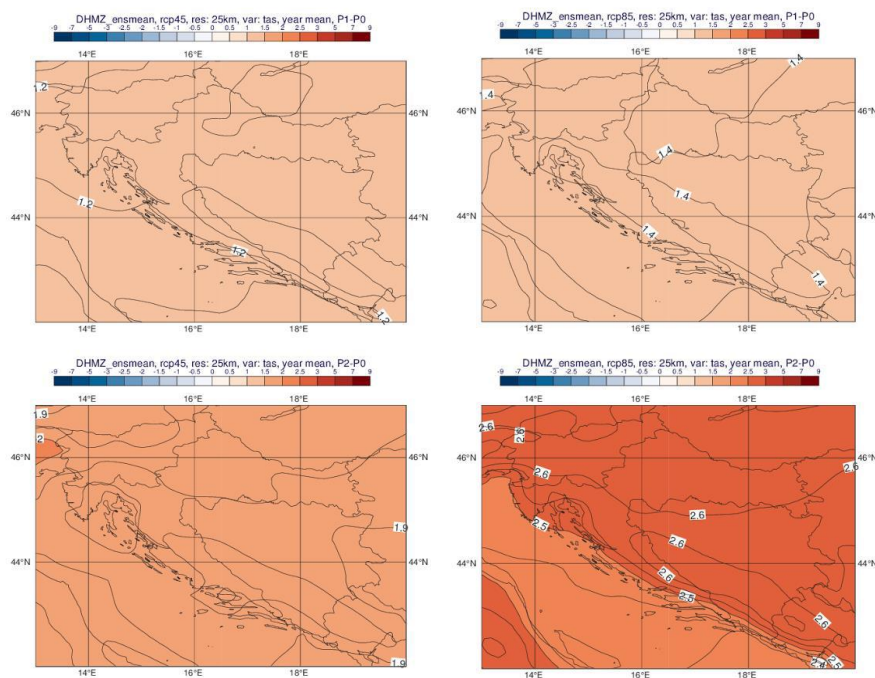 DHMZ_ensmean, rcp45, res: 25km, var: tas, year mean, P1-P0
-9 -7 -5 -3 -2.5 -2 -1.5 -1 -0.5 0 0.5 1 1.5 2 2.5 3 5 7 9
14°E 16°E 18°E
1.2
46°N
1.2
44°N
1.2
1.2
14°E 16°E 18°E
DHMZ_ensmean, rcp85, res: 25km, var: tas, year mean, P1-P0
-9 -7 -5 -3 -2.5 -2 -1.5 -1 -0.5 0 0.5 1 1.5 2 2.5 3 5 7 9
14°E 16°E 18°E
1.4
1.4
46°N
1.4
1.4
44°N
1.4
1.4
14°E 16°E 18°E
DHMZ_ensmean, rcp45, res: 25km, var: tas, year mean, P2-P0
-9 -7 -5 -3 -2.5 -2 -1.5 -1 -0.5 0 0.5 1 1.5 2 2.5 3 5 7 9
14°E 16°E 18°E
1.9
2
46°N
1.9
44°N
1.9
14°E 16°E 18°E
DHMZ_ensmean, rcp85, res: 25km, var: tas, year mean, P2-P0
-9 -7 -5 -3 -2.5 -2 -1.5 -1 -0.5 0 0.5 1 1.5 2 2.5 3 5 7 9
14°E 16°E 18°E
2.6
2.6
46°N
2.6
2.6
2.6
2.5
2.6
44°N
2.6
2.5
2.6
2.5
2.4
14°E 16°E 18°E